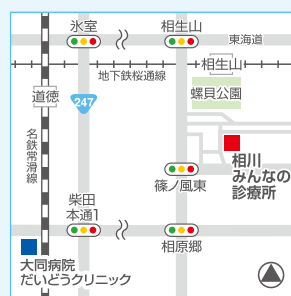 氷室
相生山
東海道
相生山
地下鉄桜通線
道徳
247
螺貝公園
名鉄常滑線
相川
みんなの
診療所
篠ノ風東
柴田
本通1
相原郷
大同病院
だいどうクリニック